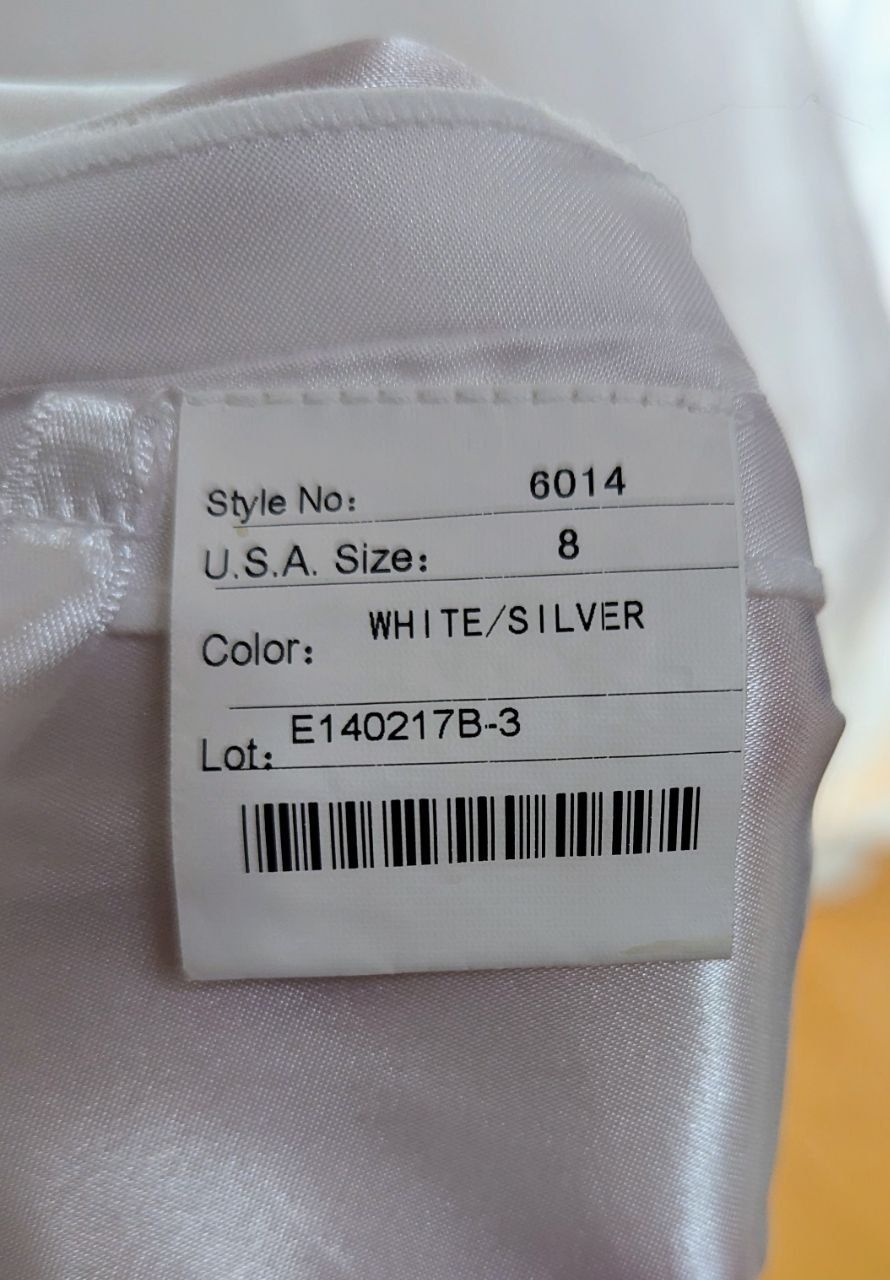 Style No: 6014
U.S.A. Size: 8
Color: WHITE/SILVER
Lot: E140217B-3